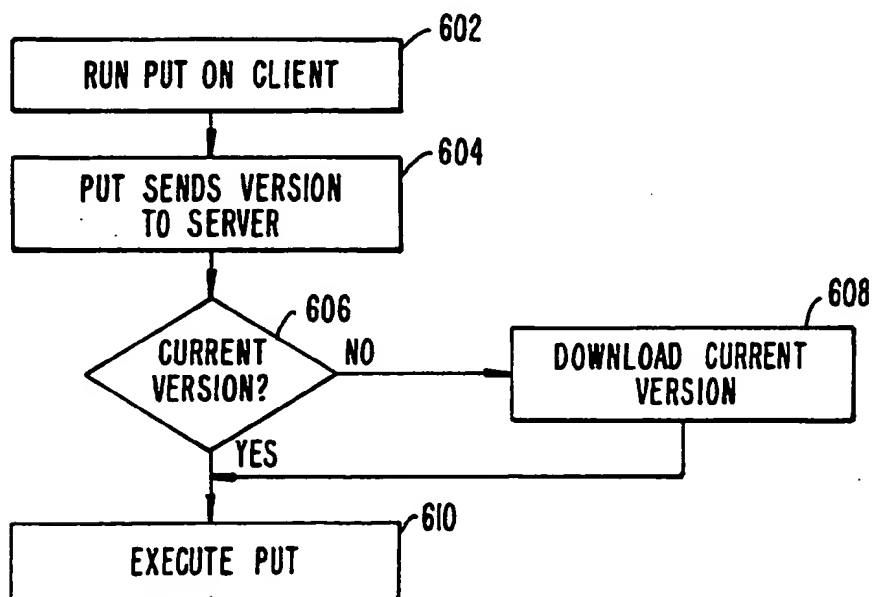 602
RUN PUT ON CLIENT
604
PUT SENDS VERSION
TO SERVER
606
CURRENT
VERSION?
NO
608
DOWNLOAD CURRENT
VERSION
YES
610
EXECUTE PUT